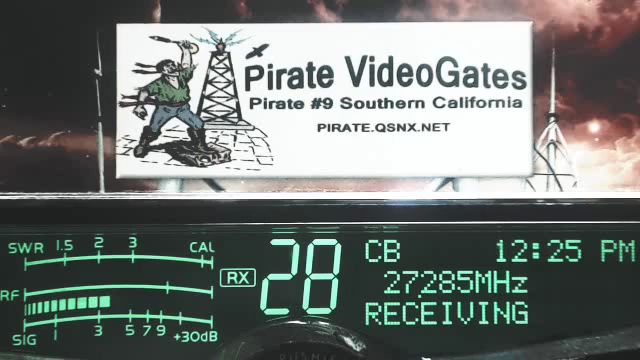 Pirate VideoGates
Pirate #9 Southern California
PIRATE.QSNX.NET
SWR 1.5 2 3 CAL
RX
28
CB 12:25 PM
27285MHz
RECEIVING
RF
SIG 1 3 5 7 9 +30dB